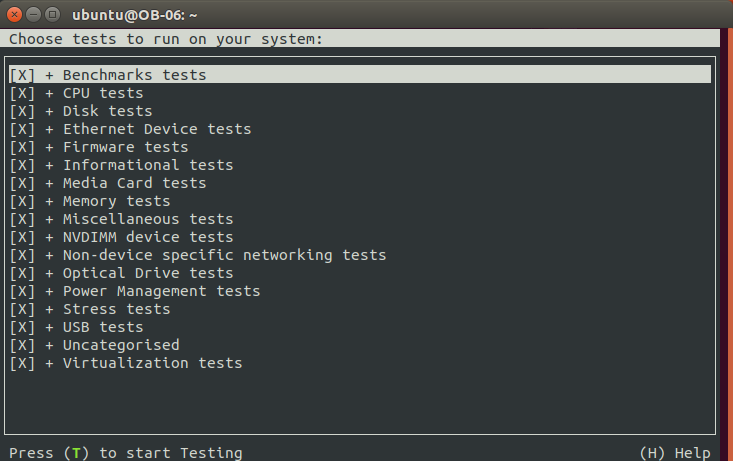 ubuntu@OB-06: ~
Choose tests to run on your system:
[X] + Benchmarks tests
[X] + CPU tests
[X] + Disk tests
[X] + Ethernet Device tests
[X] + Firmware tests
[X] + Informational tests
[X] + Media Card tests
[X] + Memory tests
[X] + Miscellaneous tests
[X] + NVDIMM device tests
[X] + Non-device specific networking tests
[X] + Optical Drive tests
[X] + Power Management tests
[X] + Stress tests
[X] + USB tests
[X] + Uncategorised
[X] + Virtualization tests
Press (T) to start Testing (H) Help